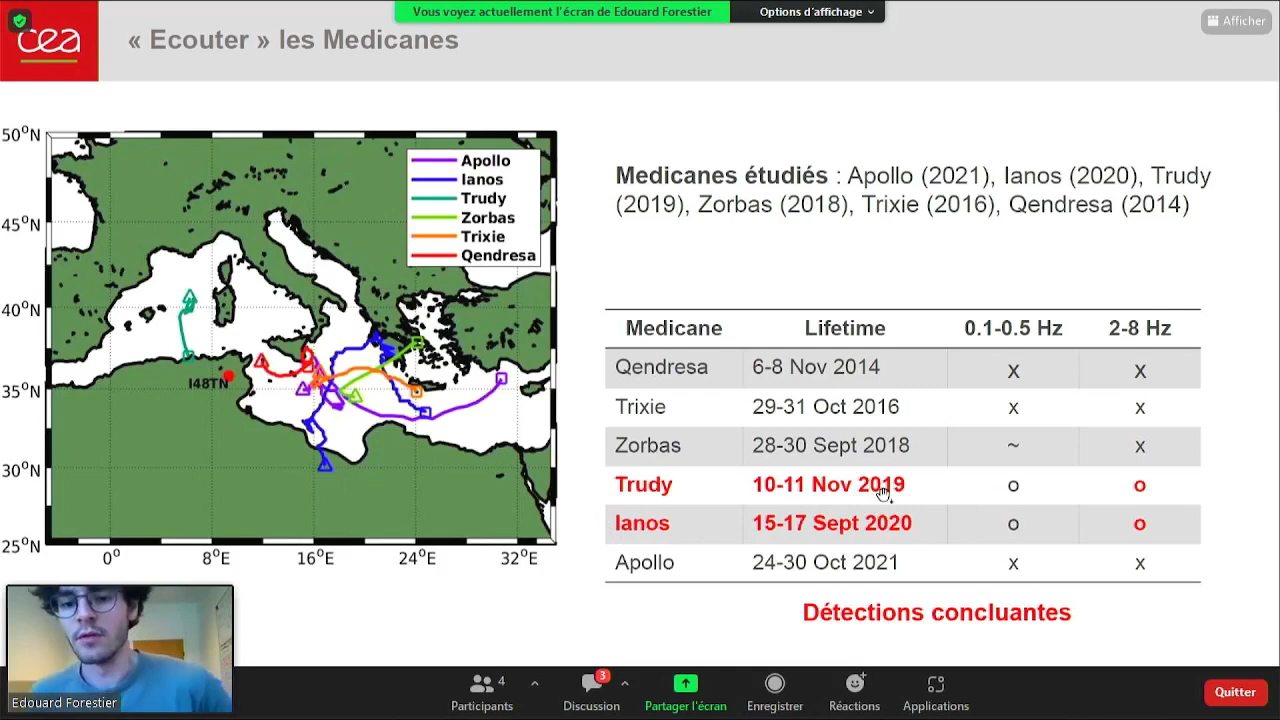 Vous voyez actuellement l'écran de Edouard Forestier
Options d'affichage
Afficher
cea
« Ecouter » les Medicanes
50°N
45°N
40°N
35°N
30°N
25°N
0°
8°E
16°E
24°E
32°E
Apollo
Ianos
Trudy
Zorbas
Trixie
Qendresa
I48TN
Medicanes étudiés : Apollo (2021), Ianos (2020), Trudy
(2019), Zorbas (2018), Trixie (2016), Qendresa (2014)
Medicane Lifetime 0.1-0.5 Hz 2-8 Hz
Qendresa 6-8 Nov 2014 x x
Trixie 29-31 Oct 2016 x x
Zorbas 28-30 Sept 2018 ~ x
Trudy 10-11 Nov 2019 o o
Ianos 15-17 Sept 2020 o o
Apollo 24-30 Oct 2021 x x
Détections concluantes
Edouard Forestier
4
Participants
3
Discussion
Partager l'écran
Enregistrer
Réactions
Applications
Quitter